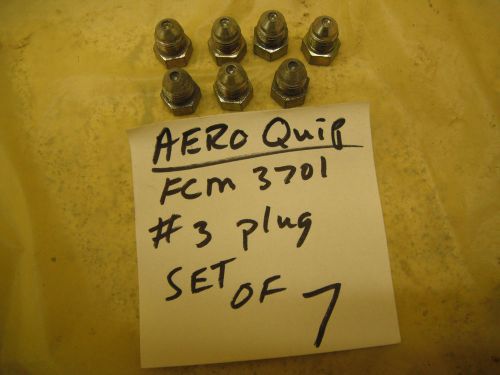 AERO Quip
FCM 3701
# 3 plug
SET OF 7